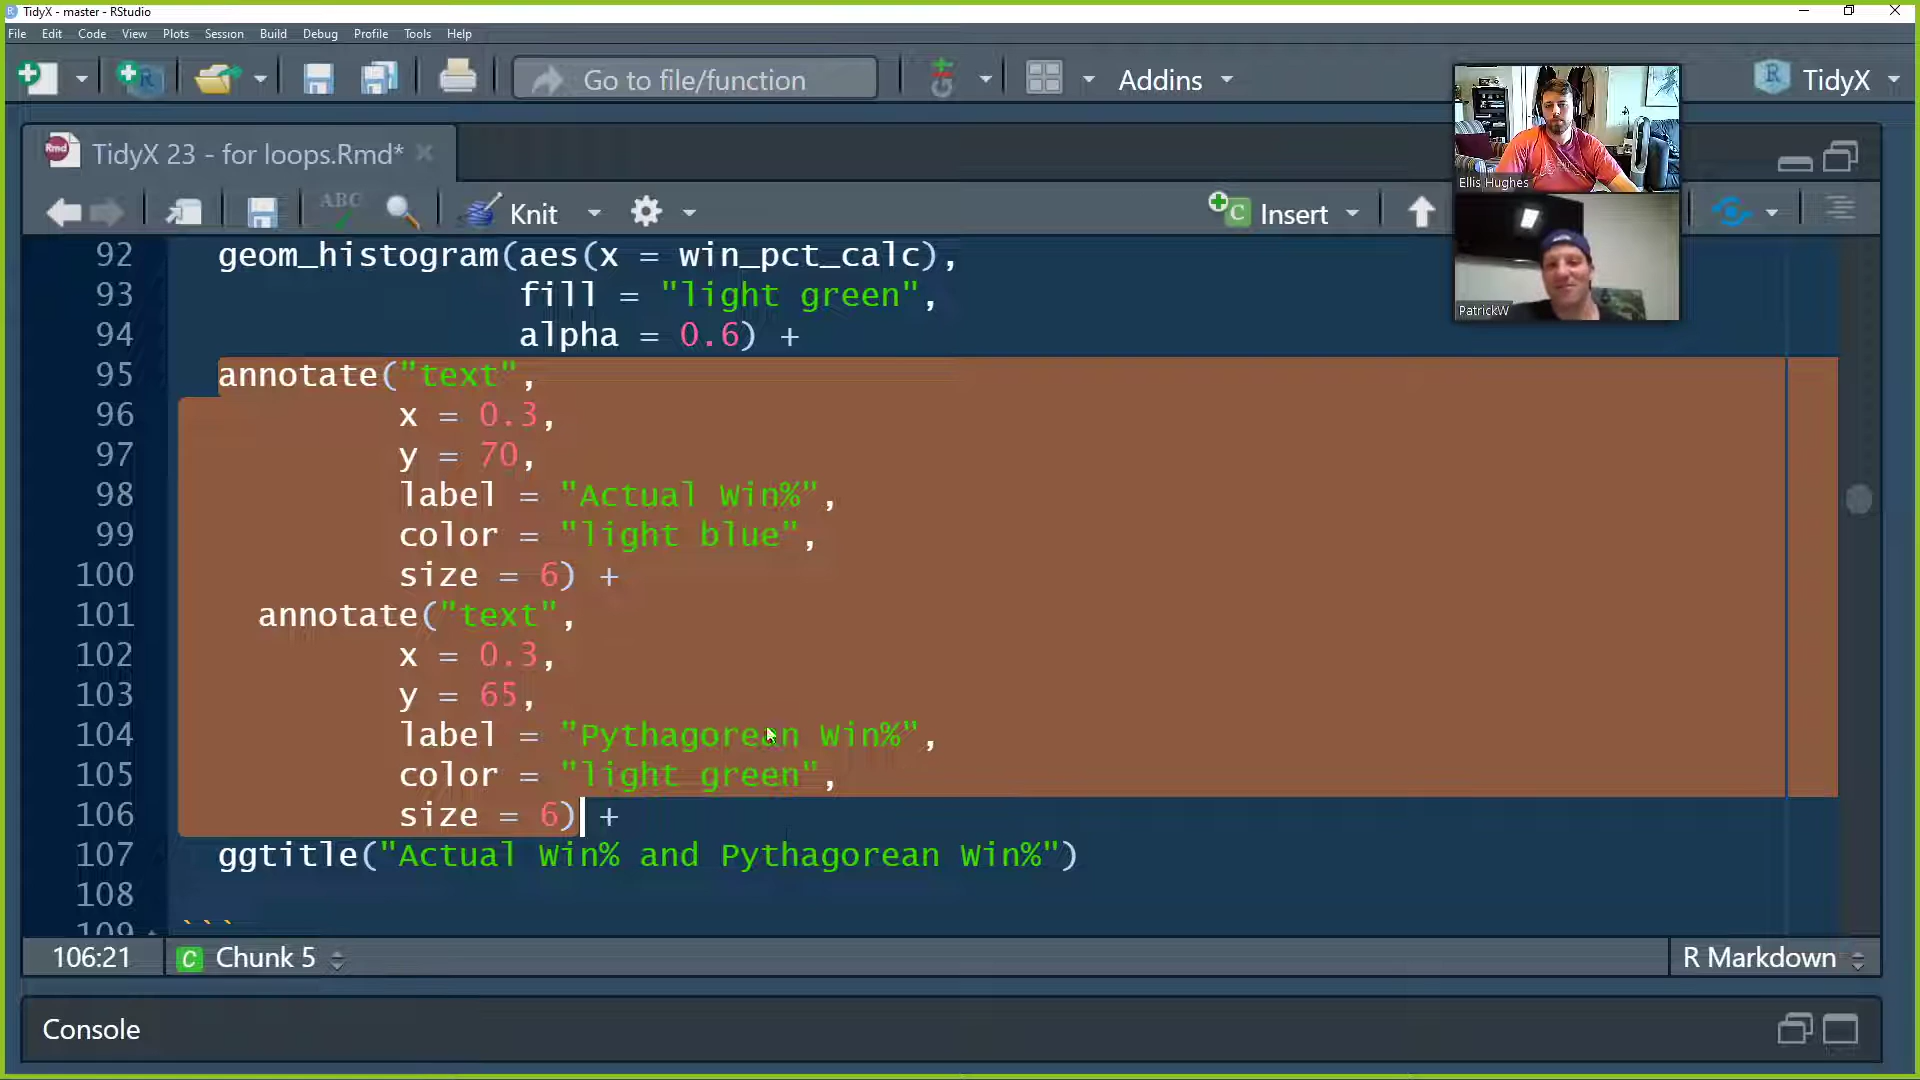 TidyX - master - RStudio
File Edit Code View Plots Session Build Debug Profile Tools Help
Go to file/function
Addins
TidyX
TidyX 23 - for loops.Rmd*
ABC
Knit
Insert
Ellis Hughes
PatrickW
92 geom_histogram(aes(x = win_pct_calc),
93 fill = "light green",
94 alpha = 0.6) +
95 annotate("text",
96 x = 0.3,
97 y = 70,
98 label = "Actual Win%",
99 color = "light blue",
100 size = 6) +
101 annotate("text",
102 x = 0.3,
103 y = 65,
104 label = "Pythagorean Win%",
105 color = "light green",
106 size = 6) +
107 ggtitle("Actual Win% and Pythagorean Win%")
108
109 ```
106:21 C Chunk 5 R Markdown
Console